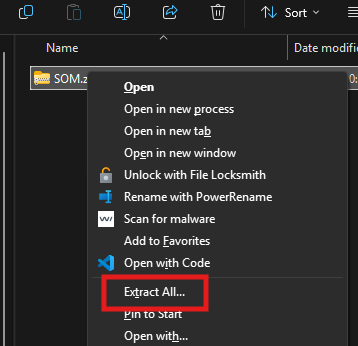 Sort
Name
Date modifi
SOM.z
Open
Open in new process
Open in new tab
Open in new window
Unlock with File Locksmith
Rename with PowerRename
Scan for malware
Add to Favorites
Open with Code
Extract All...
Pin to Start
Open with...